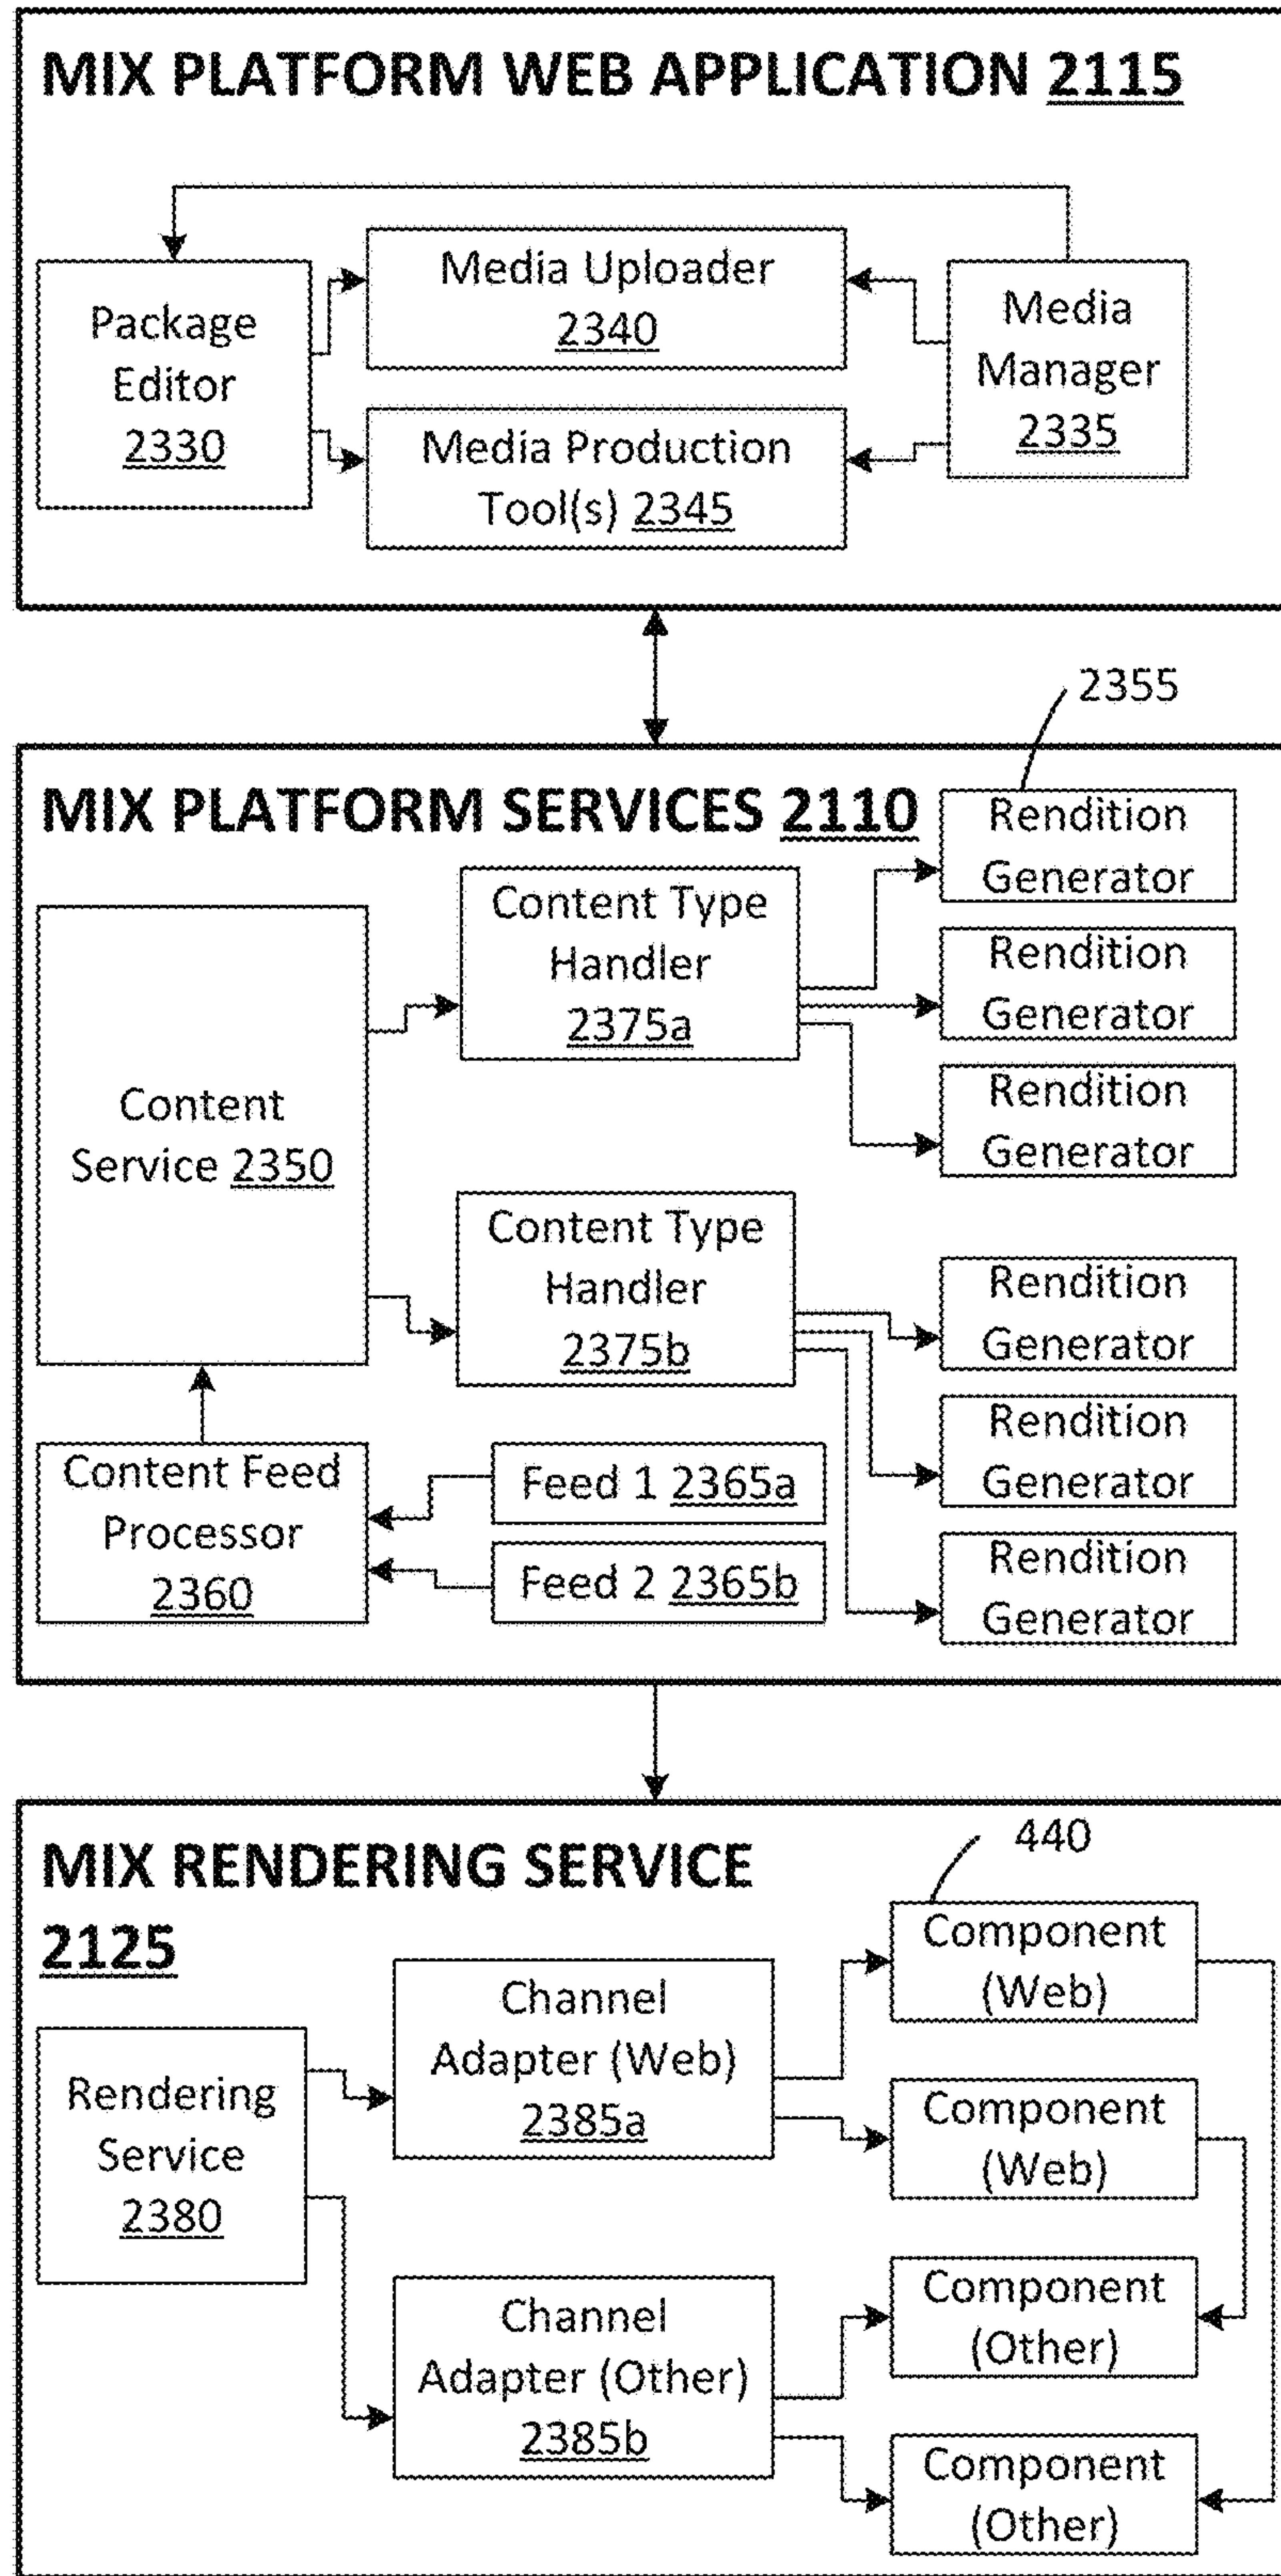 MIX PLATFORM WEB APPLICATION 2115
Package
Editor
2330
Media Uploader
2340
Media Production
Tool(s) 2345
Media
Manager
2335
2355
MIX PLATFORM SERVICES 2110
Content
Service 2350
Content Type
Handler
2375a
Content Type
Handler
2375b
Rendition
Generator
Rendition
Generator
Rendition
Generator
Rendition
Generator
Rendition
Generator
Rendition
Generator
Content Feed
Processor
2360
Feed 1 2365a
Feed 2 2365b
MIX RENDERING SERVICE
2125
440
Rendering
Service
2380
Channel
Adapter (Web)
2385a
Channel
Adapter (Other)
2385b
Component
(Web)
Component
(Web)
Component
(Other)
Component
(Other)